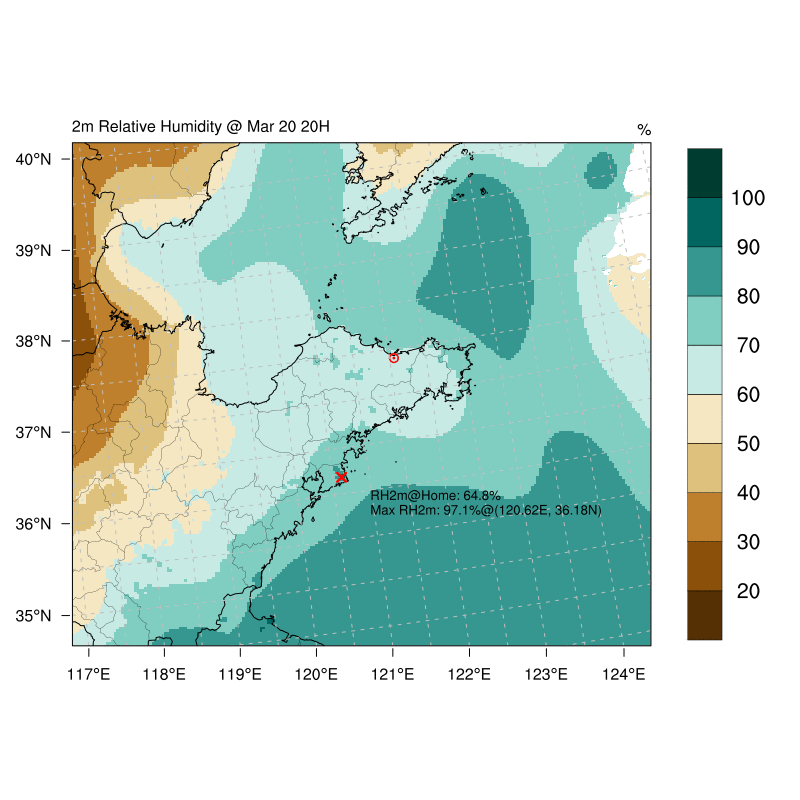 2m Relative Humidity @ Mar 20 20H
%
40°N
39°N
38°N
37°N
36°N
35°N
117°E
118°E
119°E
120°E
121°E
122°E
123°E
124°E
RH2m@Home: 64.8%
Max RH2m: 97.1%@(120.62E, 36.18N)
100
90
80
70
60
50
40
30
20